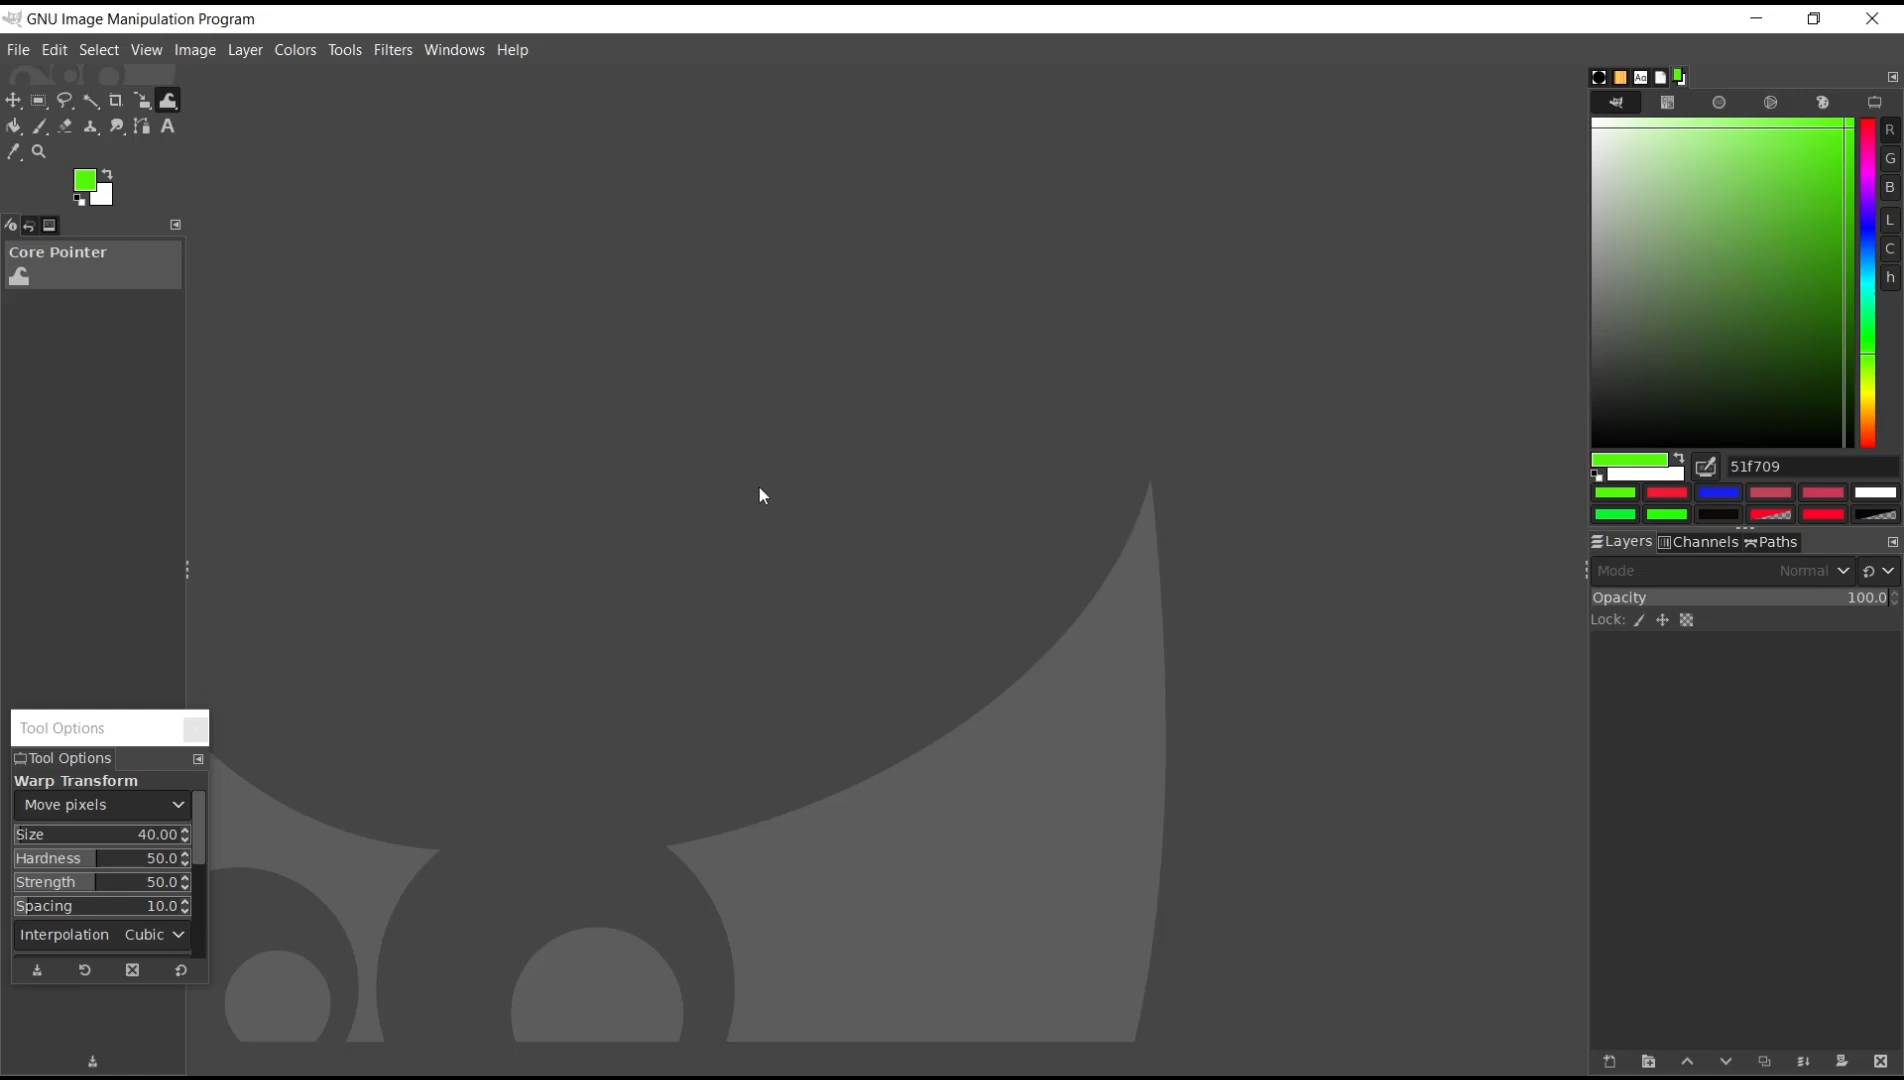 GNU Image Manipulation Program
File Edit Select View Image Layer Colors Tools Filters Windows Help
A
Aa
Core Pointer
R
G
B
L
C
h
51f709
Layers Channels Paths
Mode Normal
Opacity 100.0
Lock:
Tool Options
Tool Options
Warp Transform
Move pixels
Size 40.00
Hardness 50.0
Strength 50.0
Spacing 10.0
Interpolation Cubic